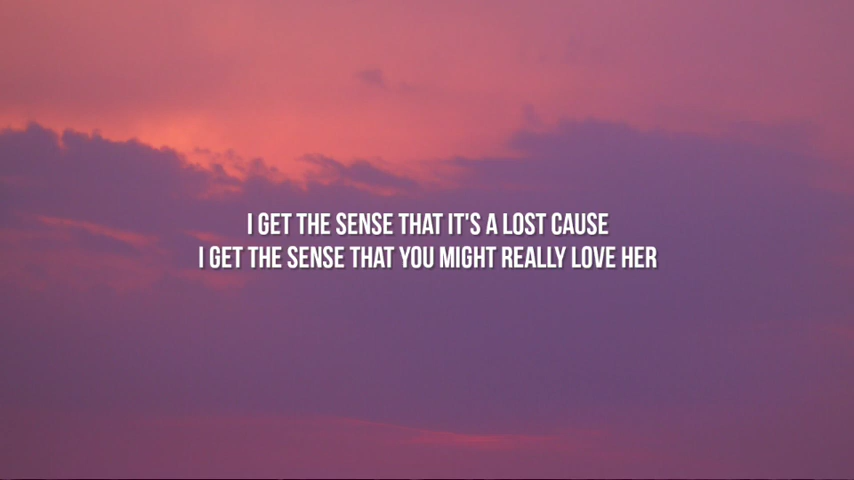 I GET THE SENSE THAT IT'S A LOST CAUSE
I GET THE SENSE THAT YOU MIGHT REALLY LOVE HER